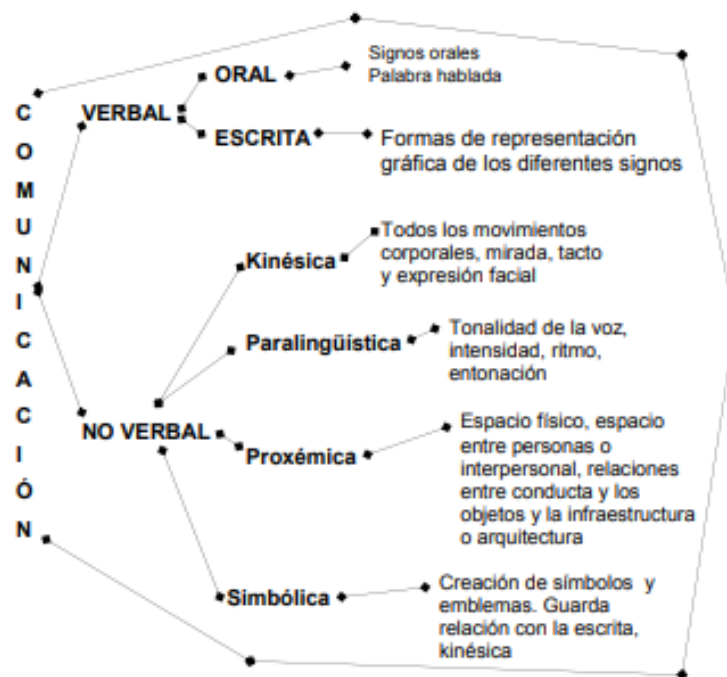 COMUNICACIÓN
VERBAL
ORAL
Signos orales
Palabra hablada
ESCRITA
Formas de representación
gráfica de los diferentes signos
NO VERBAL
Kinésica
Todos los movimientos
corporales, mirada, tacto
y expresión facial
Paralingüística
Tonalidad de la voz,
intensidad, ritmo,
entonación
Proxémica
Espacio físico, espacio
entre personas o
interpersonal, relaciones
entre conducta y los
objetos y la infraestructura
o arquitectura
Simbólica
Creación de símbolos y
emblemas. Guarda
relación con la escrita,
kinésica